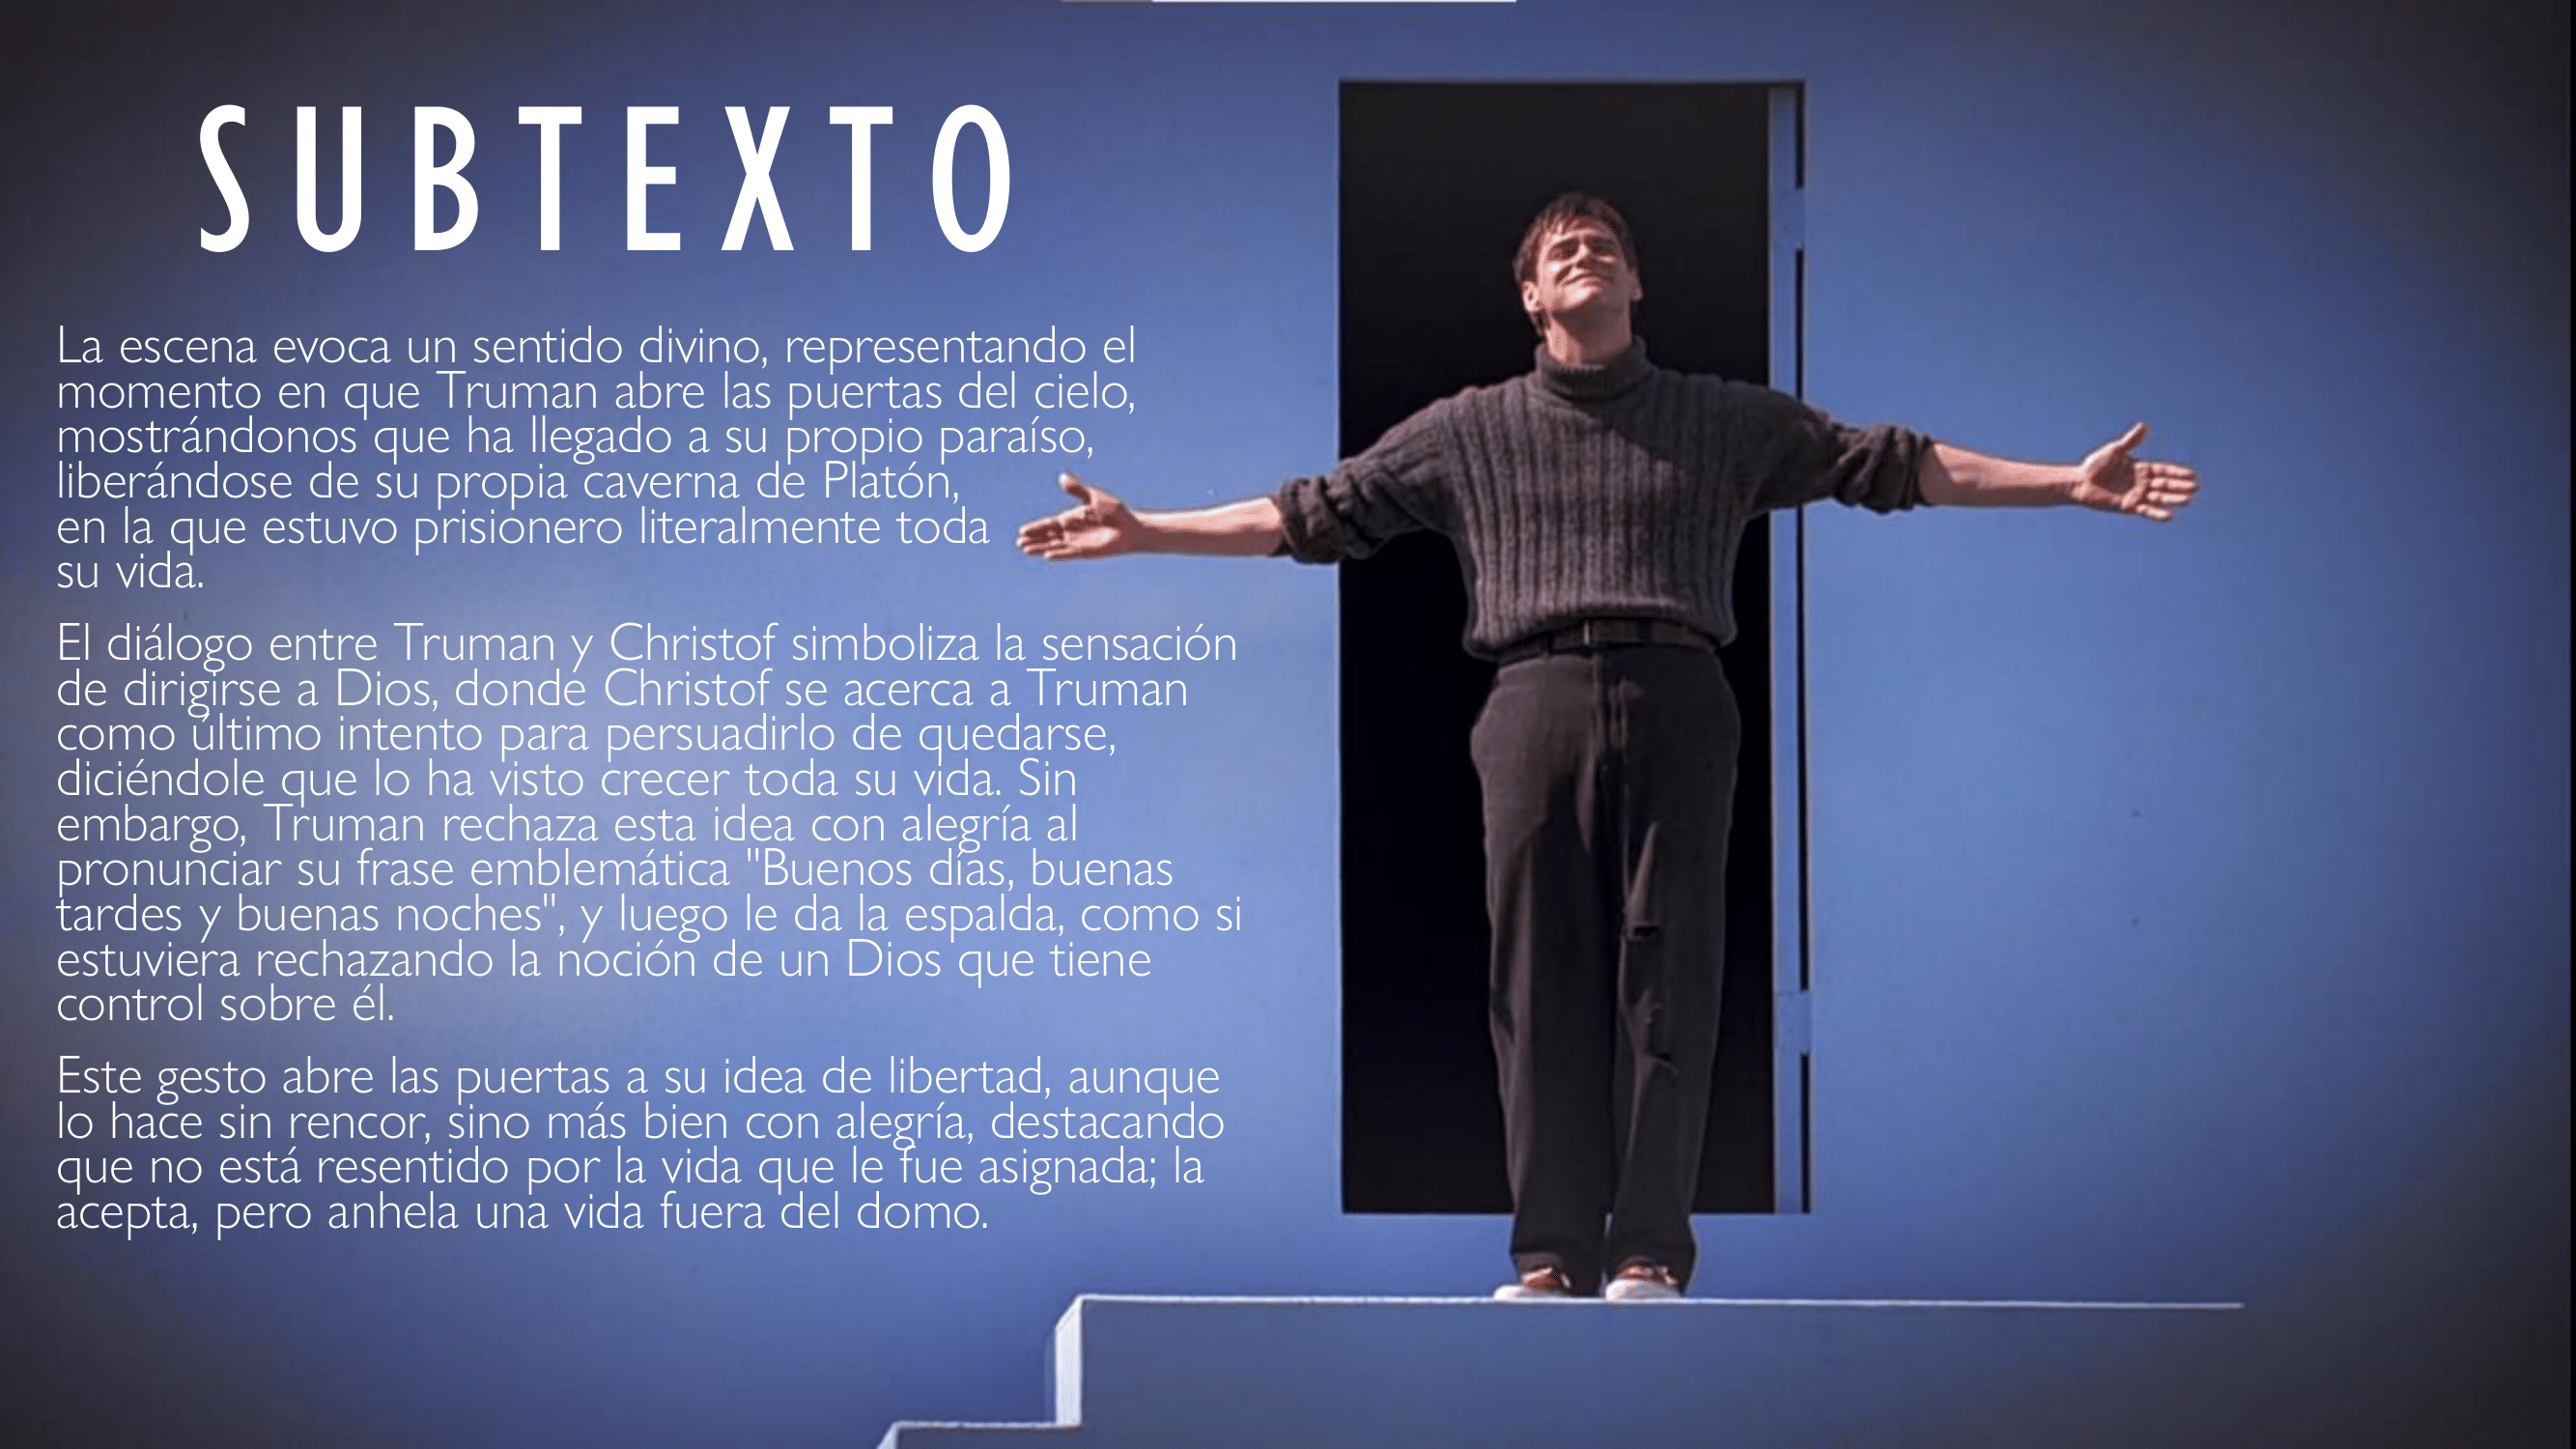 SUBTEXTO
La escena evoca un sentido divino, representando el
momento en que Truman abre las puertas del cielo,
mostrándonos que ha llegado a su propio paraíso,
liberándose de su propia caverna de Platón,
en la que estuvo prisionero literalmente toda
su vida.
El diálogo entre Truman y Christof simboliza la sensación
de dirigirse a Dios, donde Christof se acerca a Truman
como último intento para persuadirlo de quedarse,
diciéndole que lo ha visto crecer toda su vida. Sin
embargo, Truman rechaza esta idea con alegría al
pronunciar su frase emblemática "Buenos días, buenas
tardes y buenas noches", y luego le da la espalda, como si
estuviera rechazando la noción de un Dios que tiene
control sobre él.
Este gesto abre las puertas a su idea de libertad, aunque
lo hace sin rencor, sino más bien con alegría, destacando
que no está resentido por la vida que le fue asignada; la
acepta, pero anhela una vida fuera del domo.